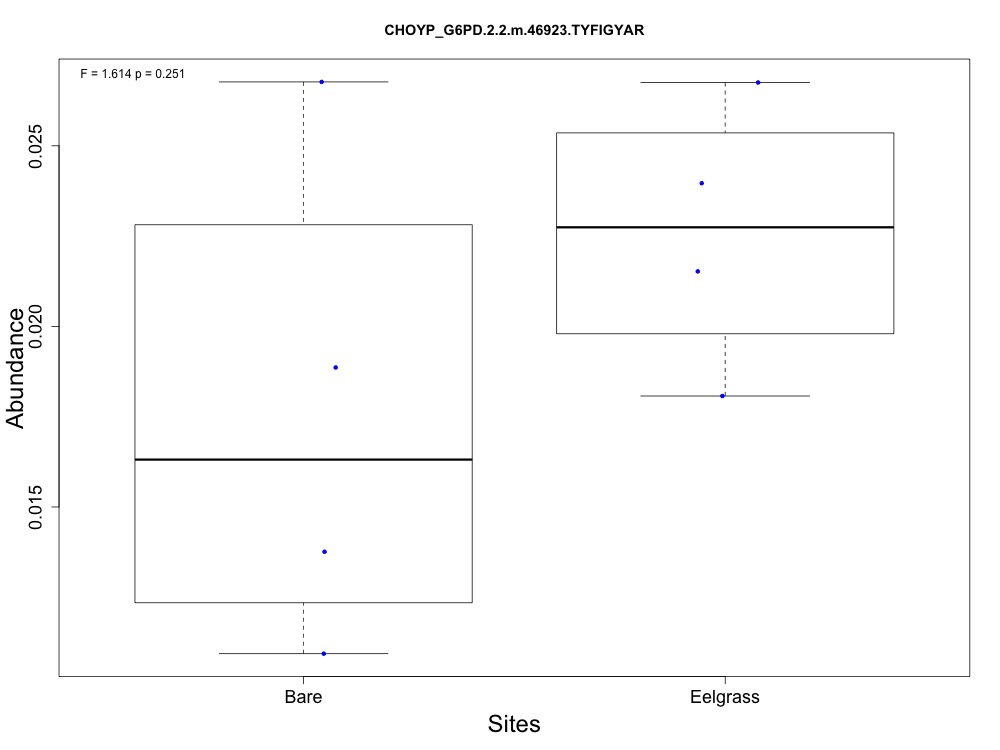 CHOYP_G6PD.2.2.m.46923.TYFIGYAR
F = 1.614 p = 0.251
0.025
0.020
0.015
Abundance
Bare
Eelgrass
Sites